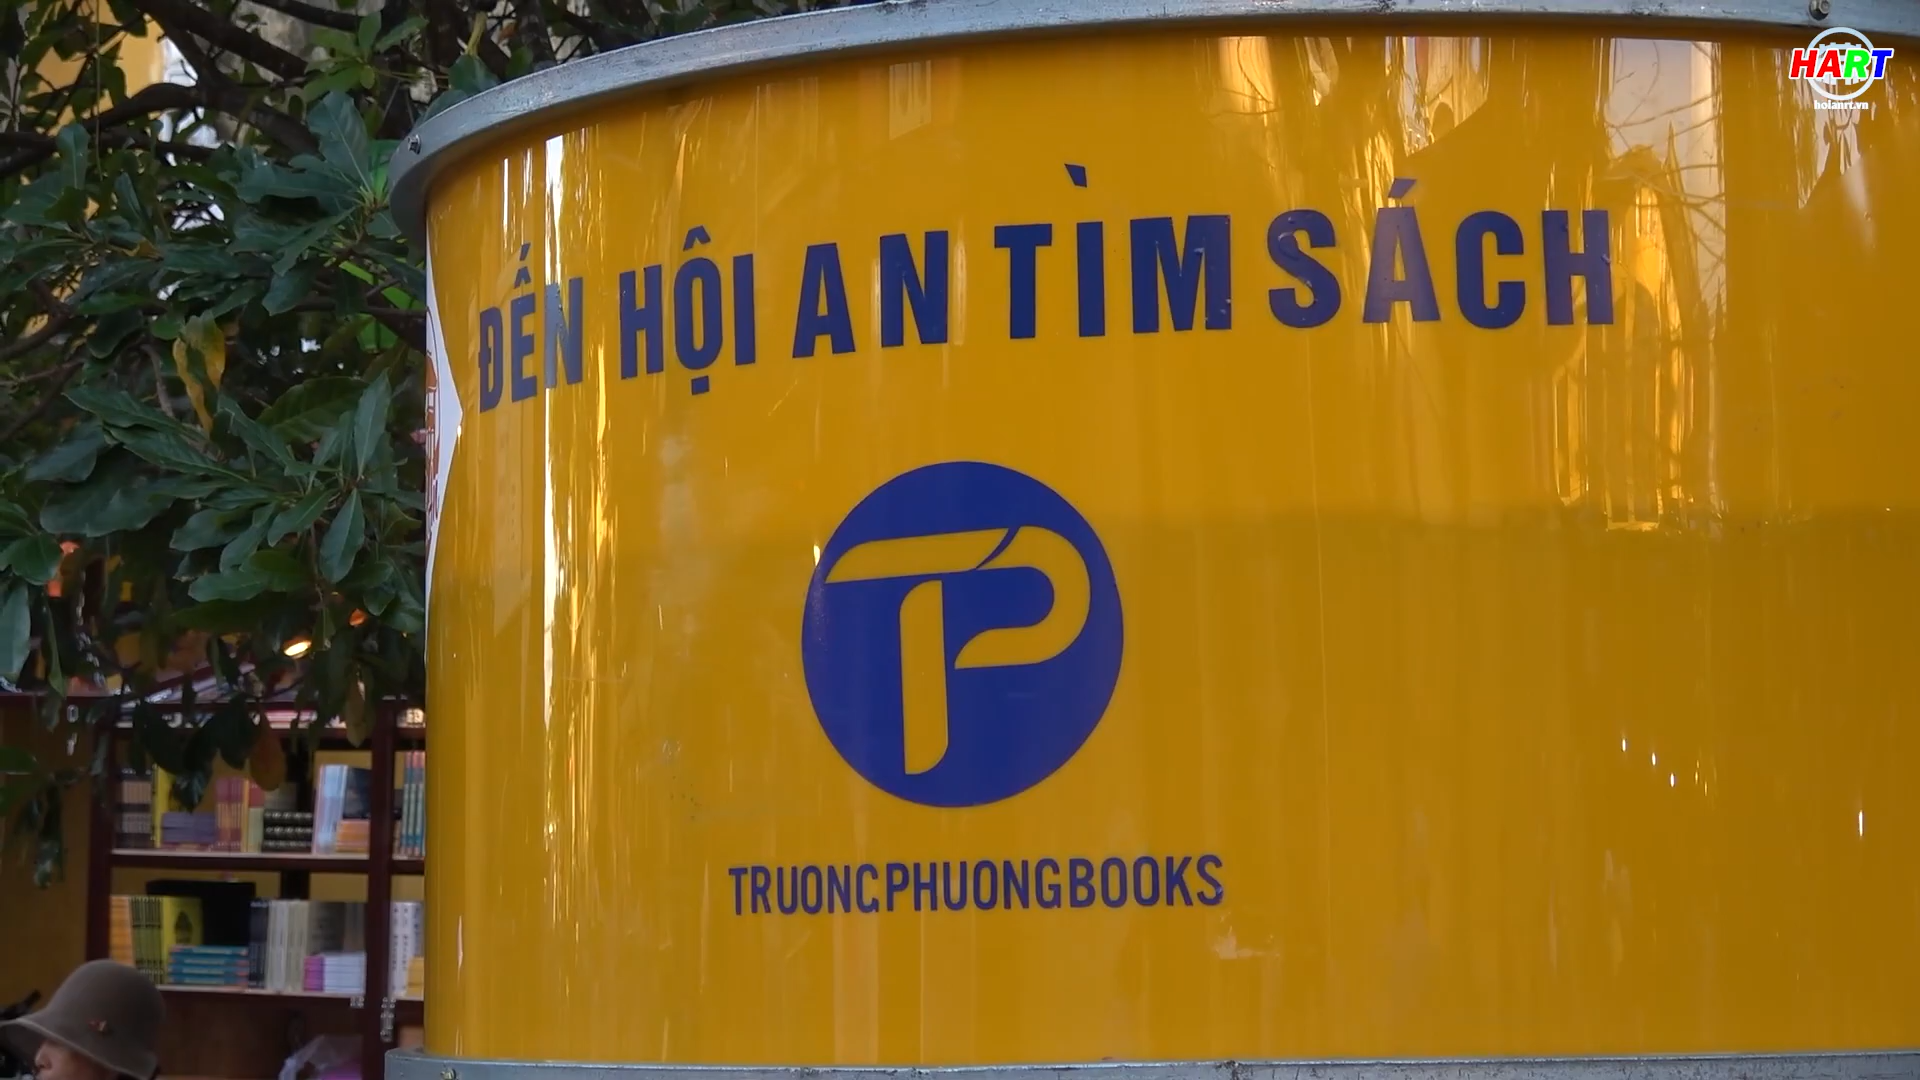 HART
hoianrt.vn
ĐẾN HỘI AN TÌM SÁCH
TP
TRUONGPHUONGBOOKS